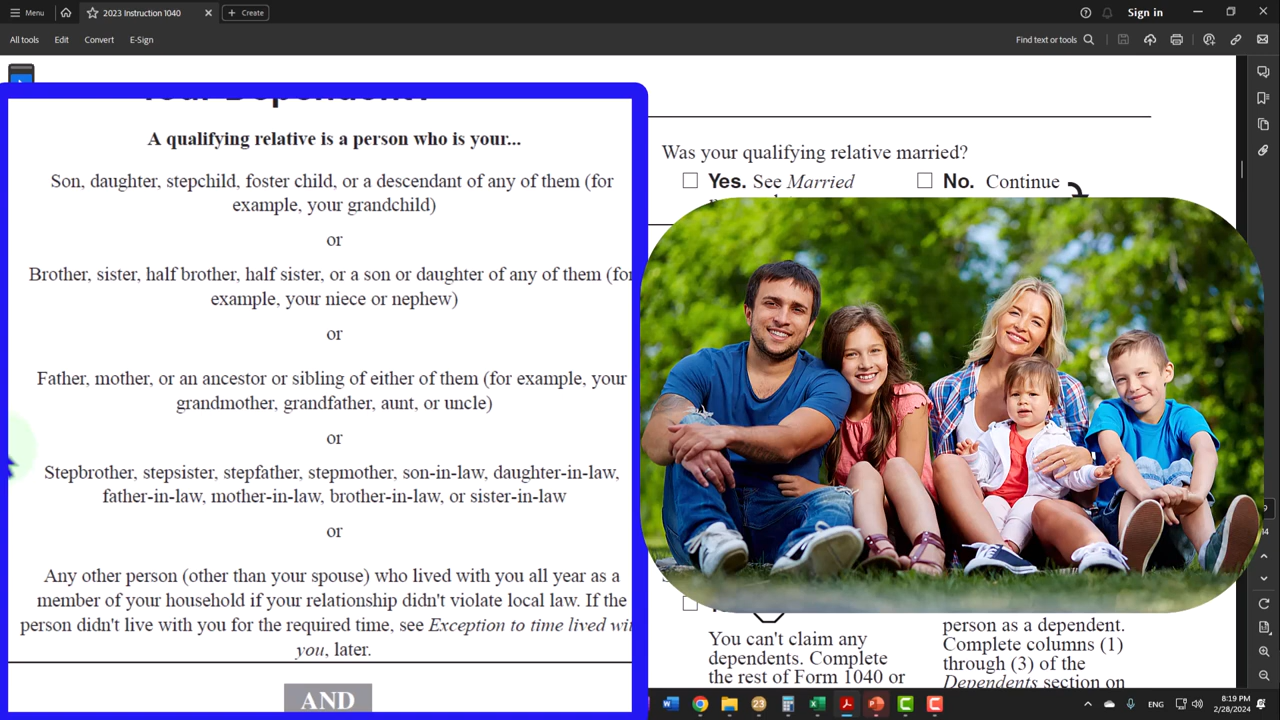 Menu
2023 Instruction 1040
Create
Sign in
All tools
Edit
Convert
E-Sign
Find text or tools
Your Dependent?
A qualifying relative is a person who is your...
Son, daughter, stepchild, foster child, or a descendant of any of them (for
example, your grandchild)
or
Brother, sister, half brother, half sister, or a son or daughter of any of them (for
example, your niece or nephew)
or
Father, mother, or an ancestor or sibling of either of them (for example, your
grandmother, grandfather, aunt, or uncle)
or
Stepbrother, stepsister, stepfather, stepmother, son-in-law, daughter-in-law,
father-in-law, mother-in-law, brother-in-law, or sister-in-law
or
Any other person (other than your spouse) who lived with you all year as a
member of your household if your relationship didn't violate local law. If the
person didn't live with you for the required time, see Exception to time lived
you, later.
AND
Was your qualifying relative married?
Yes. See Married
No. Continue
You can't claim any
dependents. Complete
the rest of Form 1040 or
person as a dependent.
Complete columns (1)
through (3) of the
Dependents section on
23
ENG
8:19 PM
2/28/2024